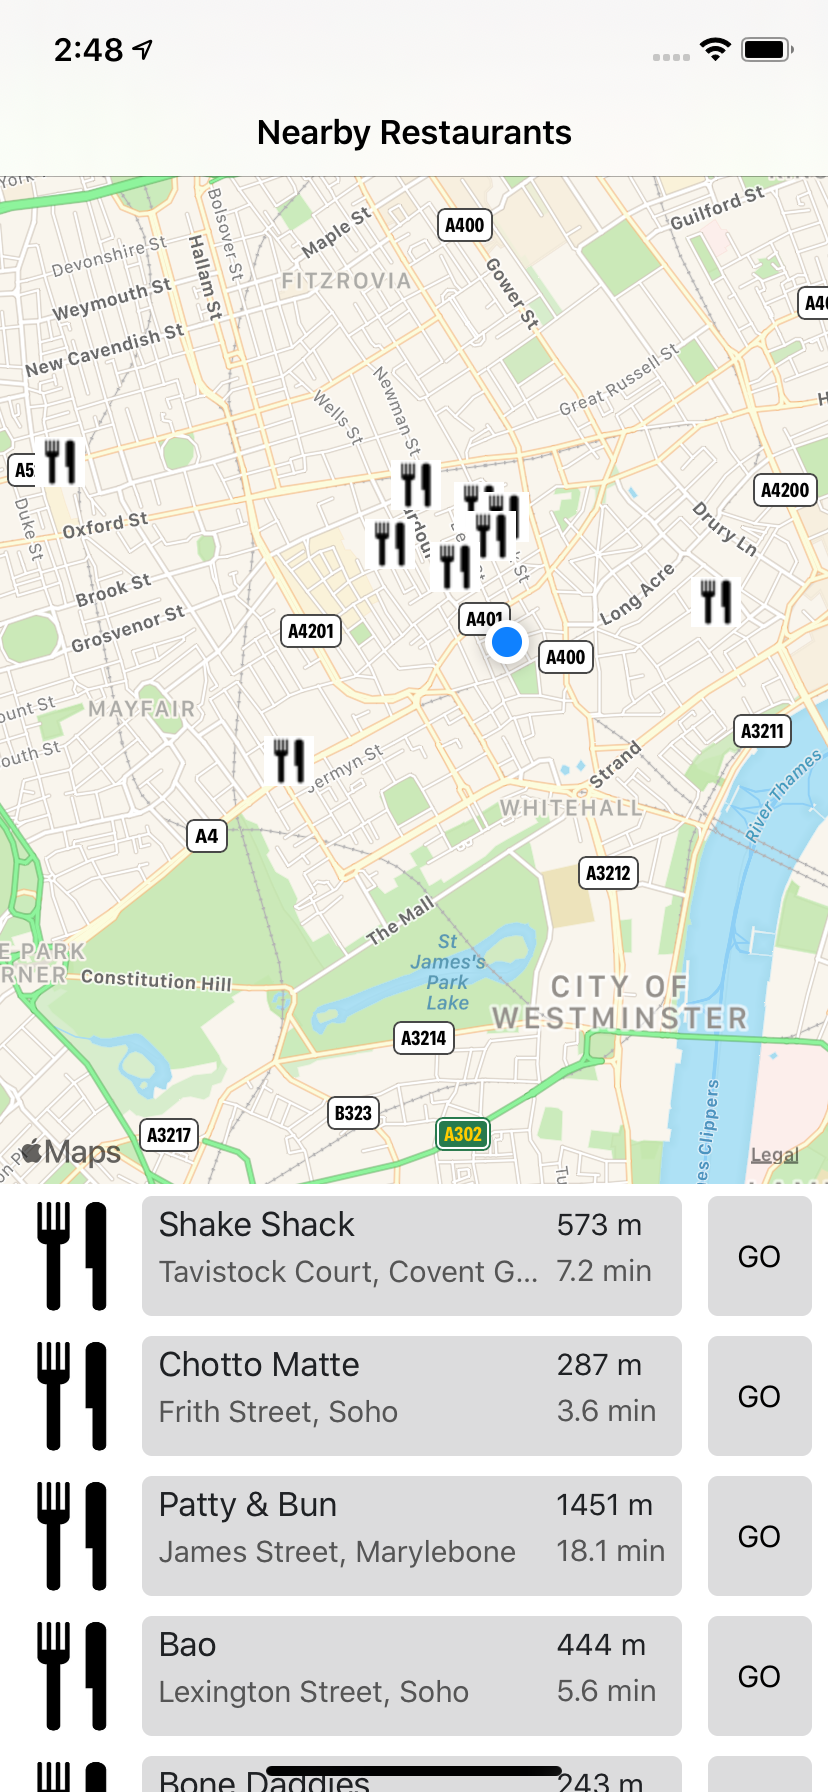 2:48
Nearby Restaurants
York
Bolsover St
Maple St
A400
Guilford St
Devonshire St
Hallam St
FITZROVIA
Gower St
Weymouth St
New Cavendish St
Great Russell St
Newman St
Wells St
A5
A4200
Duke St
Oxford St
Drury Ln
Brook St
Long Acre
Grosvenor St
A4201
A401
A400
MAYFAIR
A3211
Jermyn St
Strand
River Thames
WHITEHALL
A4
A3212
The Mall
St
James's
Park
Lake
E PARK
RNER
Constitution Hill
CITY OF
WESTMINSTER
A3214
B323
A3217
A302
Maps
Legal
Shake Shack 573 m
Tavistock Court, Covent G... 7.2 min
GO
Chotto Matte 287 m
Frith Street, Soho 3.6 min
GO
Patty & Bun 1451 m
James Street, Marylebone 18.1 min
GO
Bao 444 m
Lexington Street, Soho 5.6 min
GO
Bone Daddies 243 m